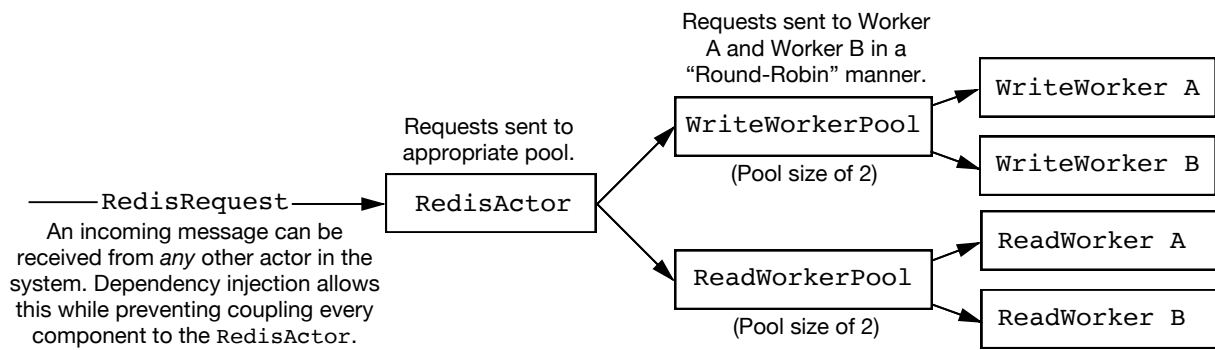 Requests sent to Worker
A and Worker B in a
“Round-Robin” manner.
WriteWorker A
WriteWorkerPool
Requests sent to
appropriate pool.
WriteWorker B
(Pool size of 2)
RedisRequest
RedisActor
An incoming message can be
received from any other actor in the
system. Dependency injection allows
this while preventing coupling every
component to the RedisActor.
ReadWorker A
ReadWorkerPool
ReadWorker B
(Pool size of 2)